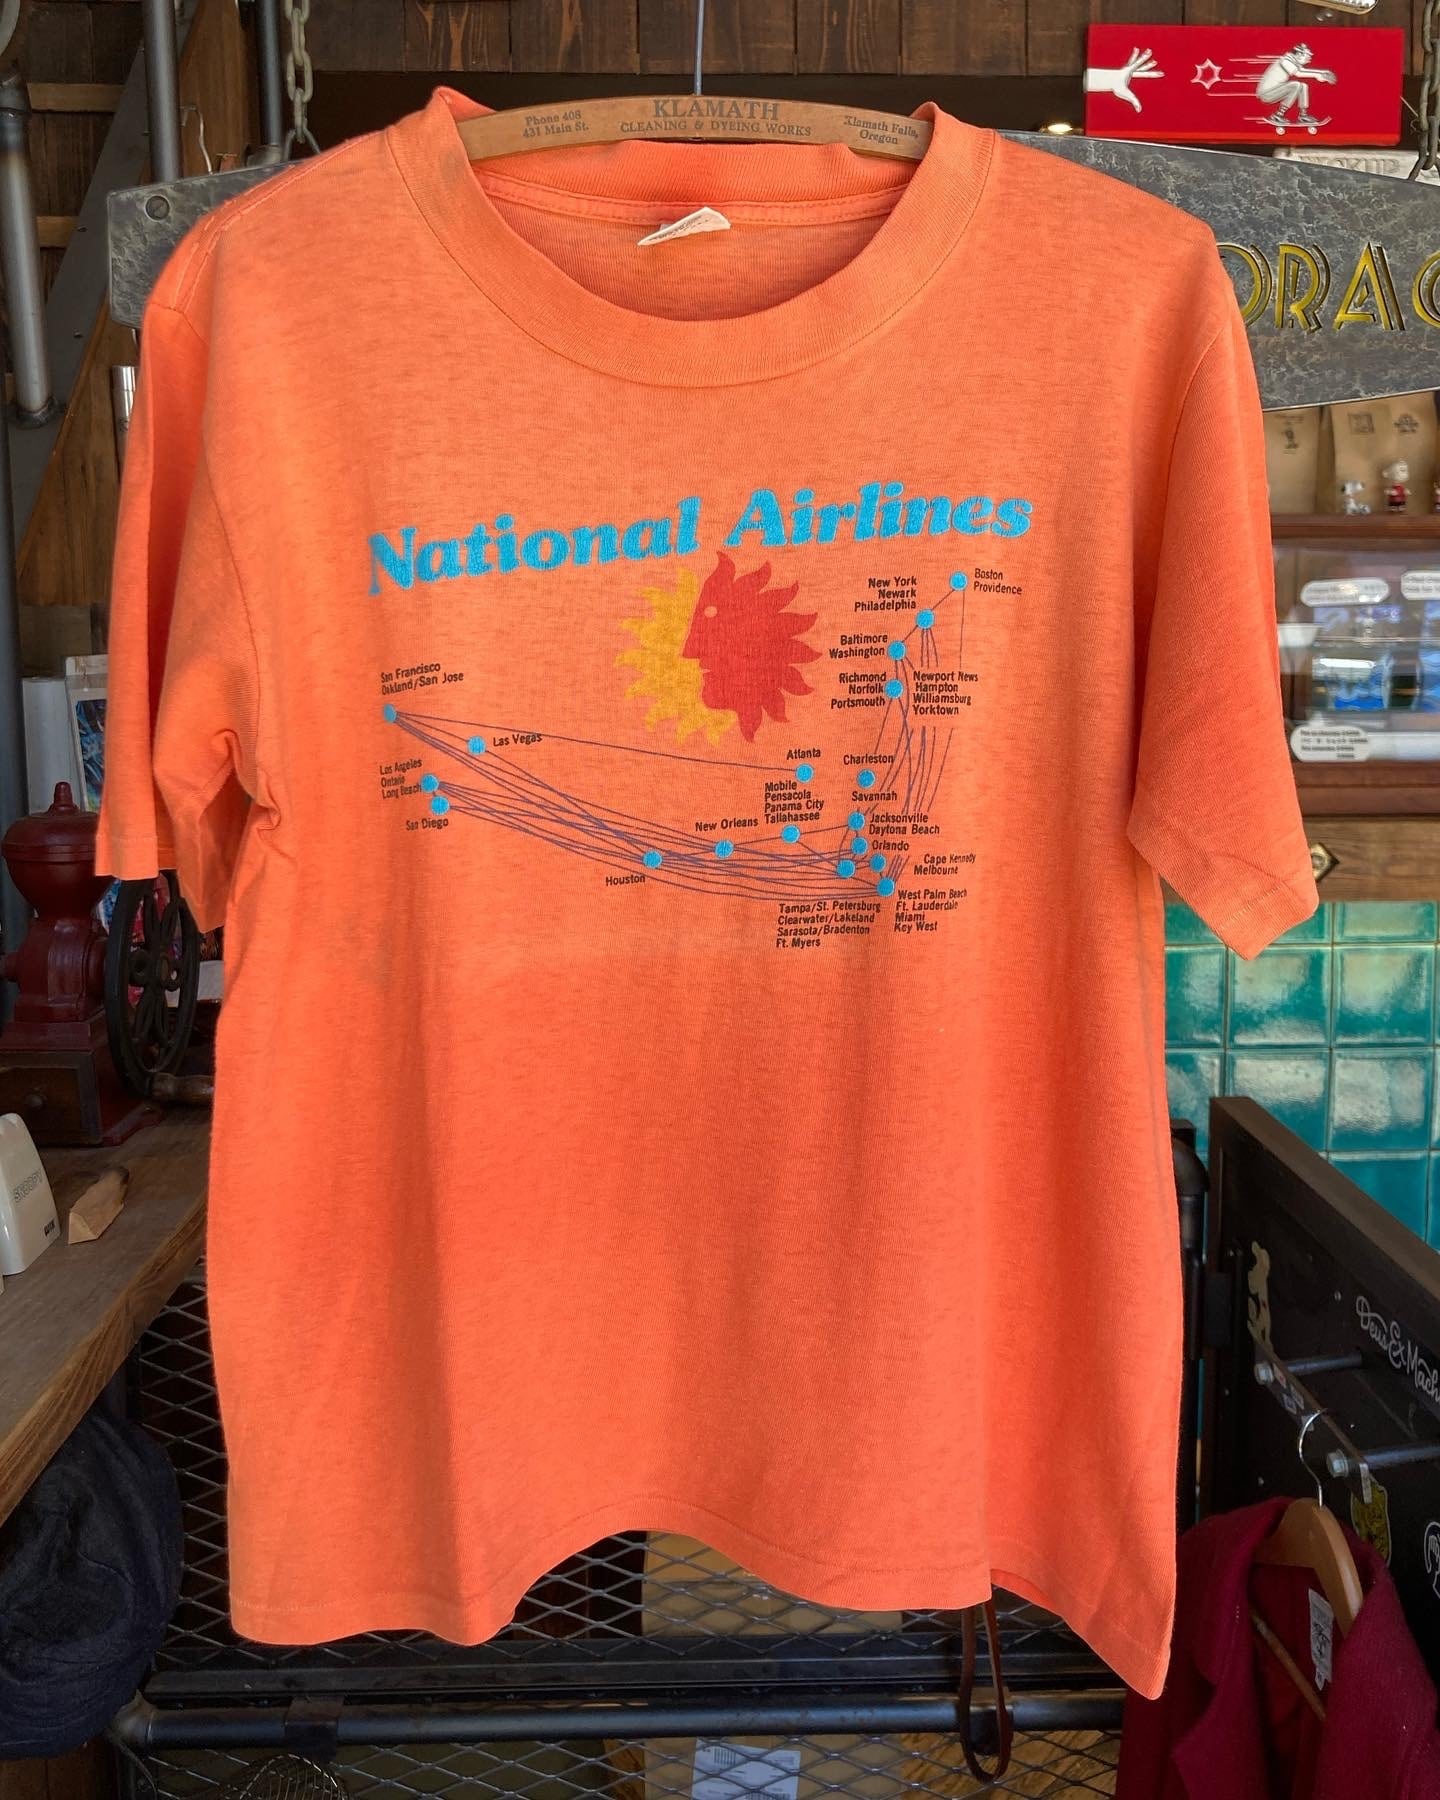 Phone 408
431 Main St.
KLAMATH
CLEANING & DYEING WORKS
Klamath Falls,
Oregon
National Airlines
Boston
Providence
New York
Newark
Philadelphia
Baltimore
Washington
Richmond
Norfolk
Portsmouth
Newport News
Hampton
Williamsburg
Yorktown
San Francisco
Oakland/San Jose
Las Vegas
Los Angeles
Ontario
Long Beach
San Diego
Atlanta
Charleston
Mobile
Pensacola
Panama City
Tallahassee
Savannah
New Orleans
Jacksonville
Daytona Beach
Orlando
Houston
Cape Kennedy
Melbourne
Tampa/St. Petersburg
Clearwater/Lakeland
Sarasota/Bradenton
Ft. Myers
West Palm Beach
Ft. Lauderdale
Miami
Key West
SNOOPY
Deus Ex Mach